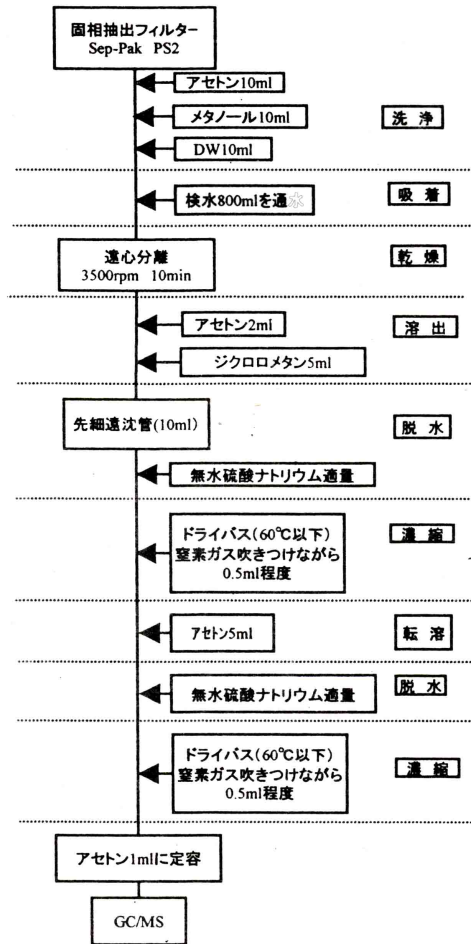 固相抽出フィルター
Sep-Pak PS2
アセトン10ml
メタノール10ml
洗 浄
DW10ml
検水800mlを通水
吸 着
遠心分離
3500rpm 10min
乾 燥
アセトン2ml
溶 出
ジクロロメタン5ml
先細遠沈管(10ml)
脱 水
無水硫酸ナトリウム適量
ドライバス(60℃以下)
窒素ガス吹きつけながら
0.5ml程度
濃 縮
アセトン5ml
転 溶
無水硫酸ナトリウム適量
脱 水
ドライバス(60℃以下)
窒素ガス吹きつけながら
0.5ml程度
濃 縮
アセトン1mlに定容
GC/MS